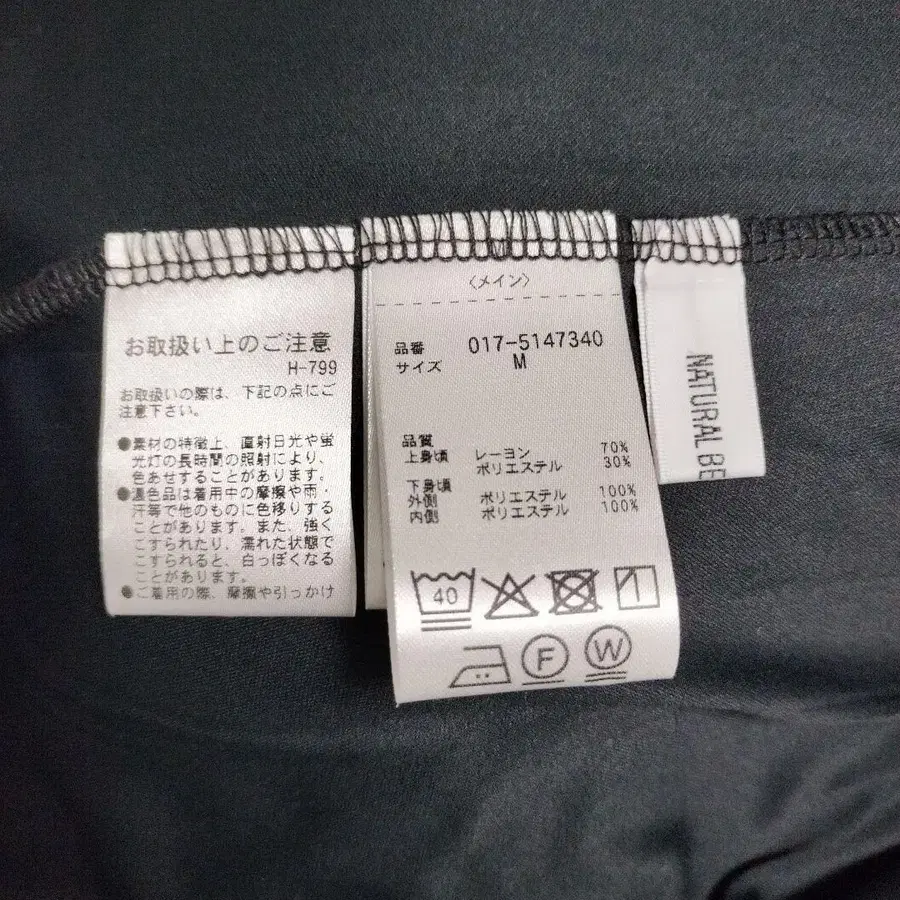 お取扱い上のご注意
H-799
お取扱いの際は、下記の点にご
注意下さい。
●素材の特徴上、直射日光や蛍
光灯の長時間の照射により、
色あせすることがあります。
●濃色品は着用中の摩擦や雨・
汗等で他のものに色移りする
ことがあります。また、強く
こすられたり、濡れた状態で
こすられると、白っぽくなる
ことがあります。
●ご着用の際、摩擦や引っかけ
〈メイン〉
品番 017-5147340
サイズ M
品質
上身頃 レーヨン 70%
ポリエステル 30%
下身頃
外側 ポリエステル 100%
内側 ポリエステル 100%
40
1
F W
NATURAL BE